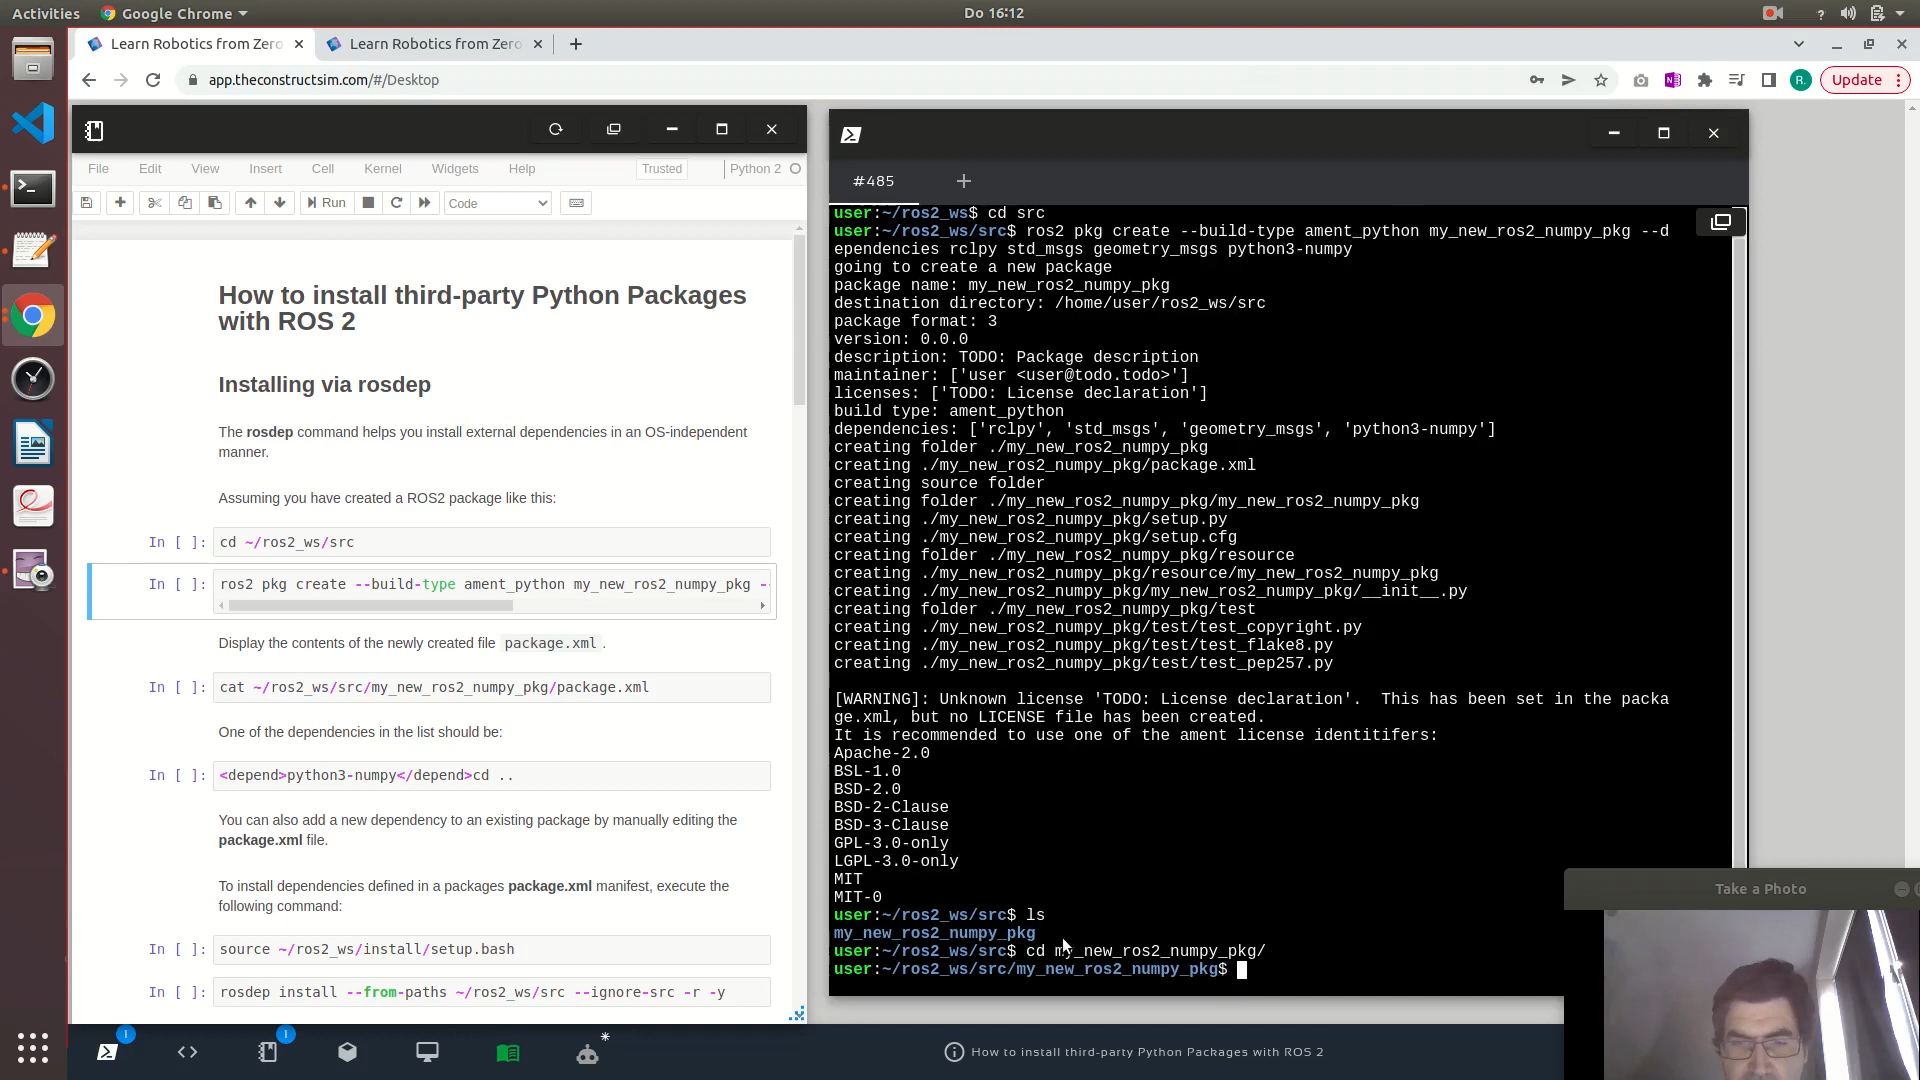 Activities
Google Chrome
Do 16:12
Learn Robotics from Zero
Learn Robotics from Zero
app.theconstructsim.com/#/Desktop
R.
Update
File Edit View Insert Cell Kernel Widgets Help
Trusted
Python 2
Run
Code
How to install third-party Python Packages
with ROS 2
Installing via rosdep
The rosdep command helps you install external dependencies in an OS-independent
manner.
Assuming you have created a ROS2 package like this:
In [ ]: cd ~/ros2_ws/src
In [ ]: ros2 pkg create --build-type ament_python my_new_ros2_numpy_pkg -
Display the contents of the newly created file package.xml .
In [ ]: cat ~/ros2_ws/src/my_new_ros2_numpy_pkg/package.xml
One of the dependencies in the list should be:
In [ ]: <depend>python3-numpy</depend>cd ..
You can also add a new dependency to an existing package by manually editing the
package.xml file.
To install dependencies defined in a packages package.xml manifest, execute the
following command:
In [ ]: source ~/ros2_ws/install/setup.bash
In [ ]: rosdep install --from-paths ~/ros2_ws/src --ignore-src -r -y
#485
user:~/ros2_ws$ cd src
user:~/ros2_ws/src$ ros2 pkg create --build-type ament_python my_new_ros2_numpy_pkg --d
ependencies rclpy std_msgs geometry_msgs python3-numpy
going to create a new package
package name: my_new_ros2_numpy_pkg
destination directory: /home/user/ros2_ws/src
package format: 3
version: 0.0.0
description: TODO: Package description
maintainer: ['user <user@todo.todo>']
licenses: ['TODO: License declaration']
build type: ament_python
dependencies: ['rclpy', 'std_msgs', 'geometry_msgs', 'python3-numpy']
creating folder ./my_new_ros2_numpy_pkg
creating ./my_new_ros2_numpy_pkg/package.xml
creating source folder
creating folder ./my_new_ros2_numpy_pkg/my_new_ros2_numpy_pkg
creating ./my_new_ros2_numpy_pkg/setup.py
creating ./my_new_ros2_numpy_pkg/setup.cfg
creating folder ./my_new_ros2_numpy_pkg/resource
creating ./my_new_ros2_numpy_pkg/resource/my_new_ros2_numpy_pkg
creating ./my_new_ros2_numpy_pkg/my_new_ros2_numpy_pkg/__init__.py
creating folder ./my_new_ros2_numpy_pkg/test
creating ./my_new_ros2_numpy_pkg/test/test_copyright.py
creating ./my_new_ros2_numpy_pkg/test/test_flake8.py
creating ./my_new_ros2_numpy_pkg/test/test_pep257.py
[WARNING]: Unknown license 'TODO: License declaration'.  This has been set in the packa
ge.xml, but no LICENSE file has been created.
It is recommended to use one of the ament license identitifers:
Apache-2.0
BSL-1.0
BSD-2.0
BSD-2-Clause
BSD-3-Clause
GPL-3.0-only
LGPL-3.0-only
MIT
MIT-0
user:~/ros2_ws/src$ ls
my_new_ros2_numpy_pkg
user:~/ros2_ws/src$ cd my_new_ros2_numpy_pkg/
user:~/ros2_ws/src/my_new_ros2_numpy_pkg$
Take a Photo
1
1
How to install third-party Python Packages with ROS 2